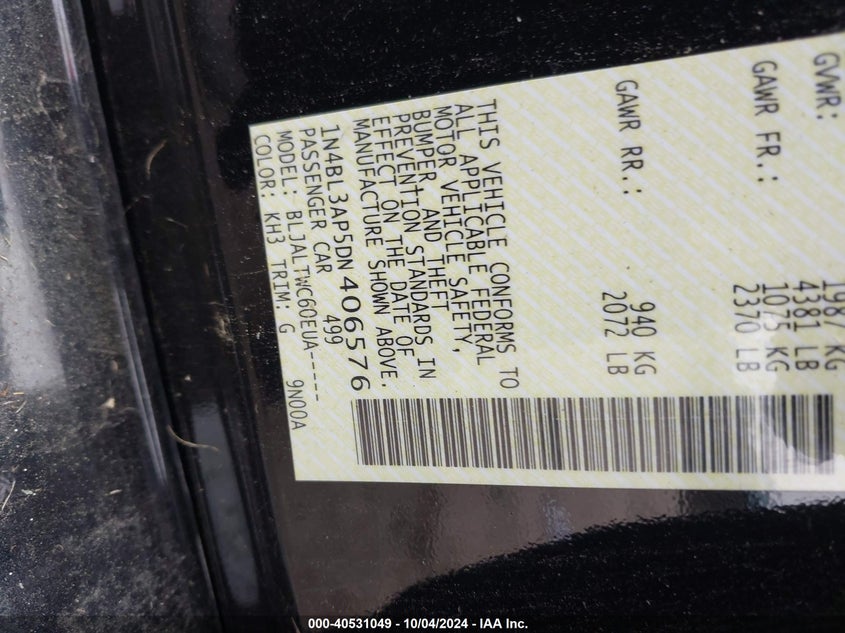 GVWR: 1987 KG
4381 LB
GAWR FR.: 1075 KG
2370 LB
GAWR RR.: 940 KG
2072 LB
THIS VEHICLE CONFORMS TO
ALL APPLICABLE FEDERAL
MOTOR VEHICLE SAFETY,
BUMPER, AND THEFT
PREVENTION STANDARDS IN
EFFECT ON THE DATE OF
MANUFACTURE SHOWN ABOVE.
1N4BL3AP5DN406576
PASSENGER CAR 499
MODEL: BLJALTWC60EUA-----
COLOR: KH3 TRIM: G 9N00A
000-40531049 - 10/04/2024 - IAA Inc.